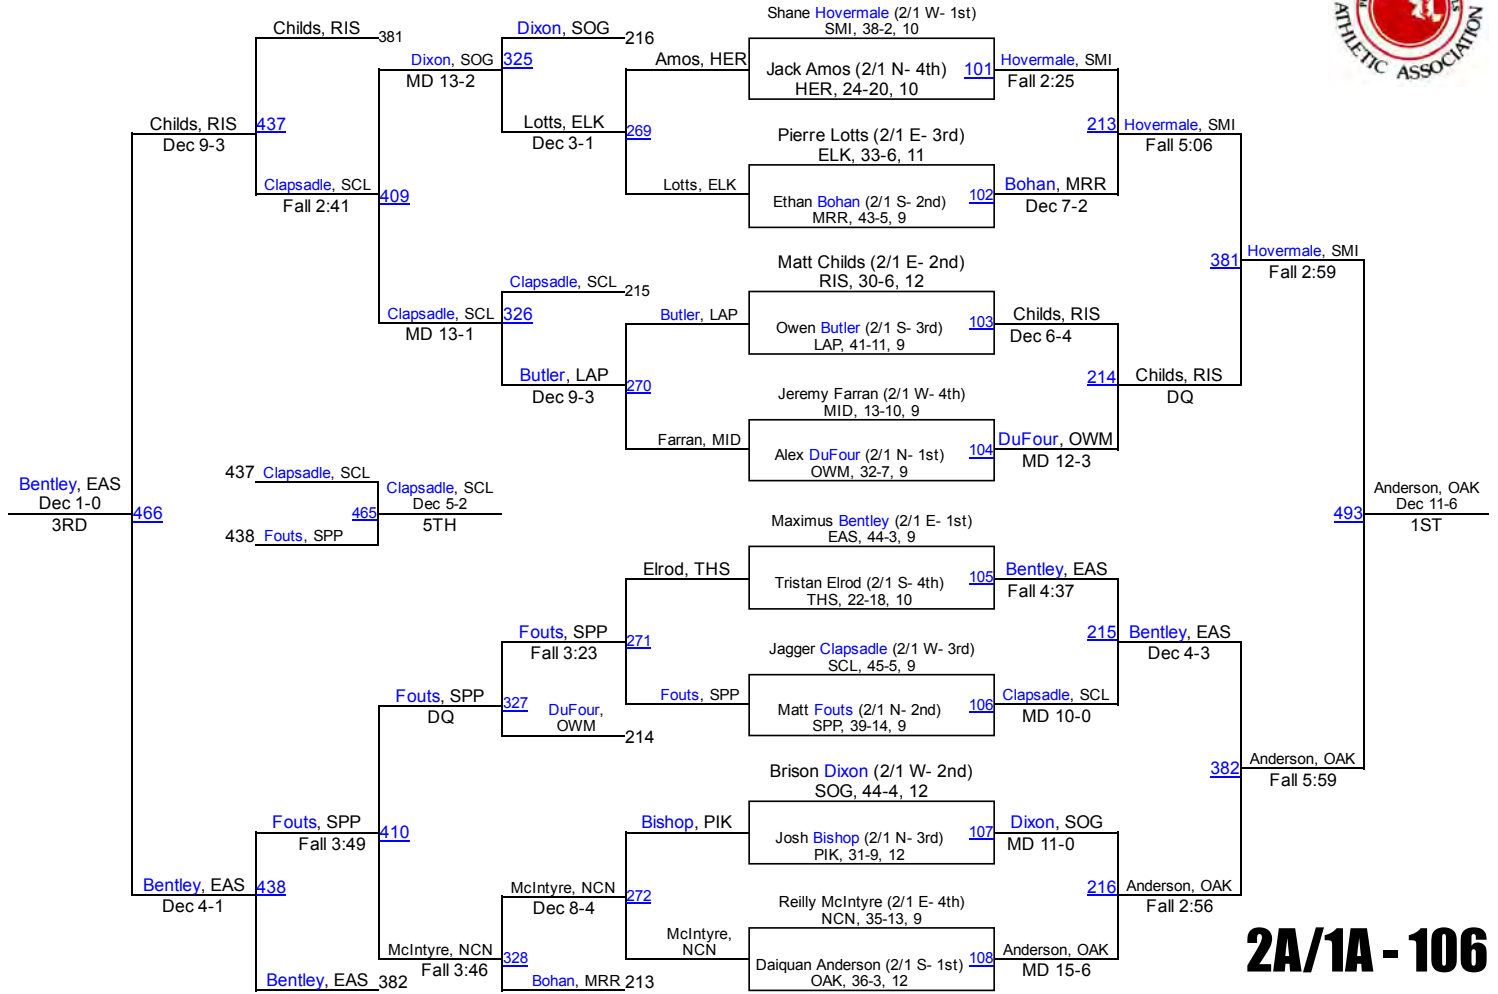 ATHLETIC ASSOCIATION
Childs, RIS
381
Dixon, SOG
MD 13-2
325
Dixon, SOG
216
Lotts, ELK
Dec 3-1
269
Amos, HER
Lotts, ELK
Childs, RIS
Dec 9-3
437
Clapsadle, SCL
Fall 2:41
409
Clapsadle, SCL
MD 13-1
326
Clapsadle, SCL
215
Butler, LAP
Dec 9-3
270
Butler, LAP
Farran, MID
Shane Hovermale (2/1 W- 1st)
SMI, 38-2, 10
Jack Amos (2/1 N- 4th)
HER, 24-20, 10
101
Hovermale, SMI
Fall 2:25
Pierre Lotts (2/1 E- 3rd)
ELK, 33-6, 11
Ethan Bohan (2/1 S- 2nd)
MRR, 43-5, 9
102
Bohan, MRR
Dec 7-2
213
Hovermale, SMI
Fall 5:06
Matt Childs (2/1 E- 2nd)
RIS, 30-6, 12
Owen Butler (2/1 S- 3rd)
LAP, 41-11, 9
103
Childs, RIS
Dec 6-4
Jeremy Farran (2/1 W- 4th)
MID, 13-10, 9
Alex DuFour (2/1 N- 1st)
OWM, 32-7, 9
104
DuFour, OWM
MD 12-3
214
Childs, RIS
DQ
381
Hovermale, SMI
Fall 2:59
Bentley, EAS
Dec 1-0
3RD
466
437
Clapsadle, SCL
438
Fouts, SPP
465
Clapsadle, SCL
Dec 5-2
5TH
493
Anderson, OAK
Dec 11-6
1ST
Maximus Bentley (2/1 E- 1st)
EAS, 44-3, 9
Tristan Elrod (2/1 S- 4th)
THS, 22-18, 10
105
Bentley, EAS
Fall 4:37
Jagger Clapsadle (2/1 W- 3rd)
SCL, 45-5, 9
Matt Fouts (2/1 N- 2nd)
SPP, 39-14, 9
106
Clapsadle, SCL
MD 10-0
215
Bentley, EAS
Dec 4-3
Elrod, THS
Fouts, SPP
271
Fouts, SPP
Fall 3:23
327
DuFour,
OWM
214
Fouts, SPP
DQ
Brison Dixon (2/1 W- 2nd)
SOG, 44-4, 12
Josh Bishop (2/1 N- 3rd)
PIK, 31-9, 12
107
Dixon, SOG
MD 11-0
Reilly McIntyre (2/1 E- 4th)
NCN, 35-13, 9
Daiquan Anderson (2/1 S- 1st)
OAK, 36-3, 12
108
Anderson, OAK
MD 15-6
216
Anderson, OAK
Fall 2:56
382
Anderson, OAK
Fall 5:59
Fouts, SPP
Fall 3:49
410
Bishop, PIK
McIntyre,
NCN
272
McIntyre, NCN
Dec 8-4
328
Bohan, MRR
213
McIntyre, NCN
Fall 3:46
Bentley, EAS
Dec 4-1
438
Bentley, EAS
382
2A/1A - 106